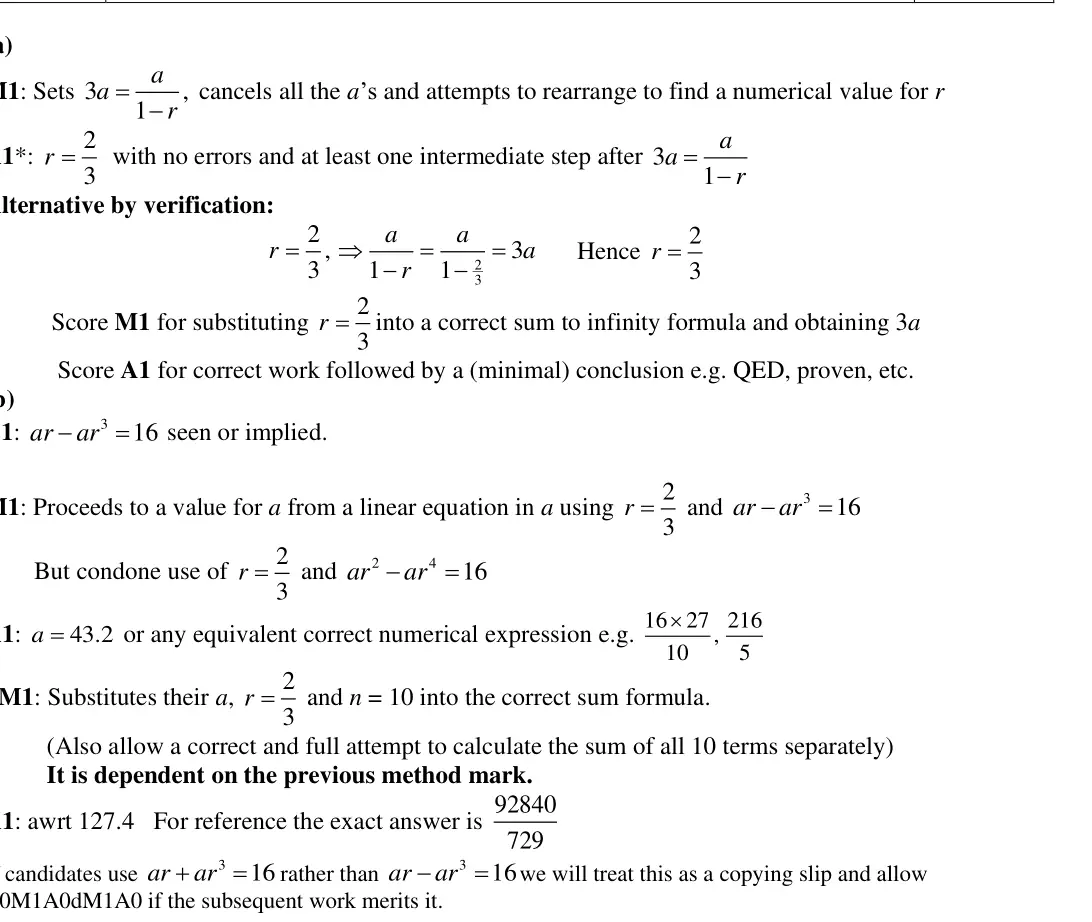 a)
M1: Sets 3a = a/(1−r), cancels all the a's and attempts to rearrange to find a numerical value for r
1*: r = 2/3 with no errors and at least one intermediate step after 3a = a/(1−r)
Alternative by verification:
r = 2/3, ⇒ a/(1−r) = a/(1−2/3) = 3a Hence r = 2/3
Score M1 for substituting r = 2/3 into a correct sum to infinity formula and obtaining 3a
Score A1 for correct work followed by a (minimal) conclusion e.g. QED, proven, etc.
b)
1: ar − ar³ = 16 seen or implied.
M1: Proceeds to a value for a from a linear equation in a using r = 2/3 and ar − ar³ = 16
But condone use of r = 2/3 and ar² − ar⁴ = 16
1: a = 43.2 or any equivalent correct numerical expression e.g. (16×27)/10, 216/5
M1: Substitutes their a, r = 2/3 and n = 10 into the correct sum formula.
(Also allow a correct and full attempt to calculate the sum of all 10 terms separately)
It is dependent on the previous method mark.
1: awrt 127.4 For reference the exact answer is 92840/729
candidates use ar + ar³ = 16 rather than ar − ar³ = 16 we will treat this as a copying slip and allow
0M1A0dM1A0 if the subsequent work merits it.